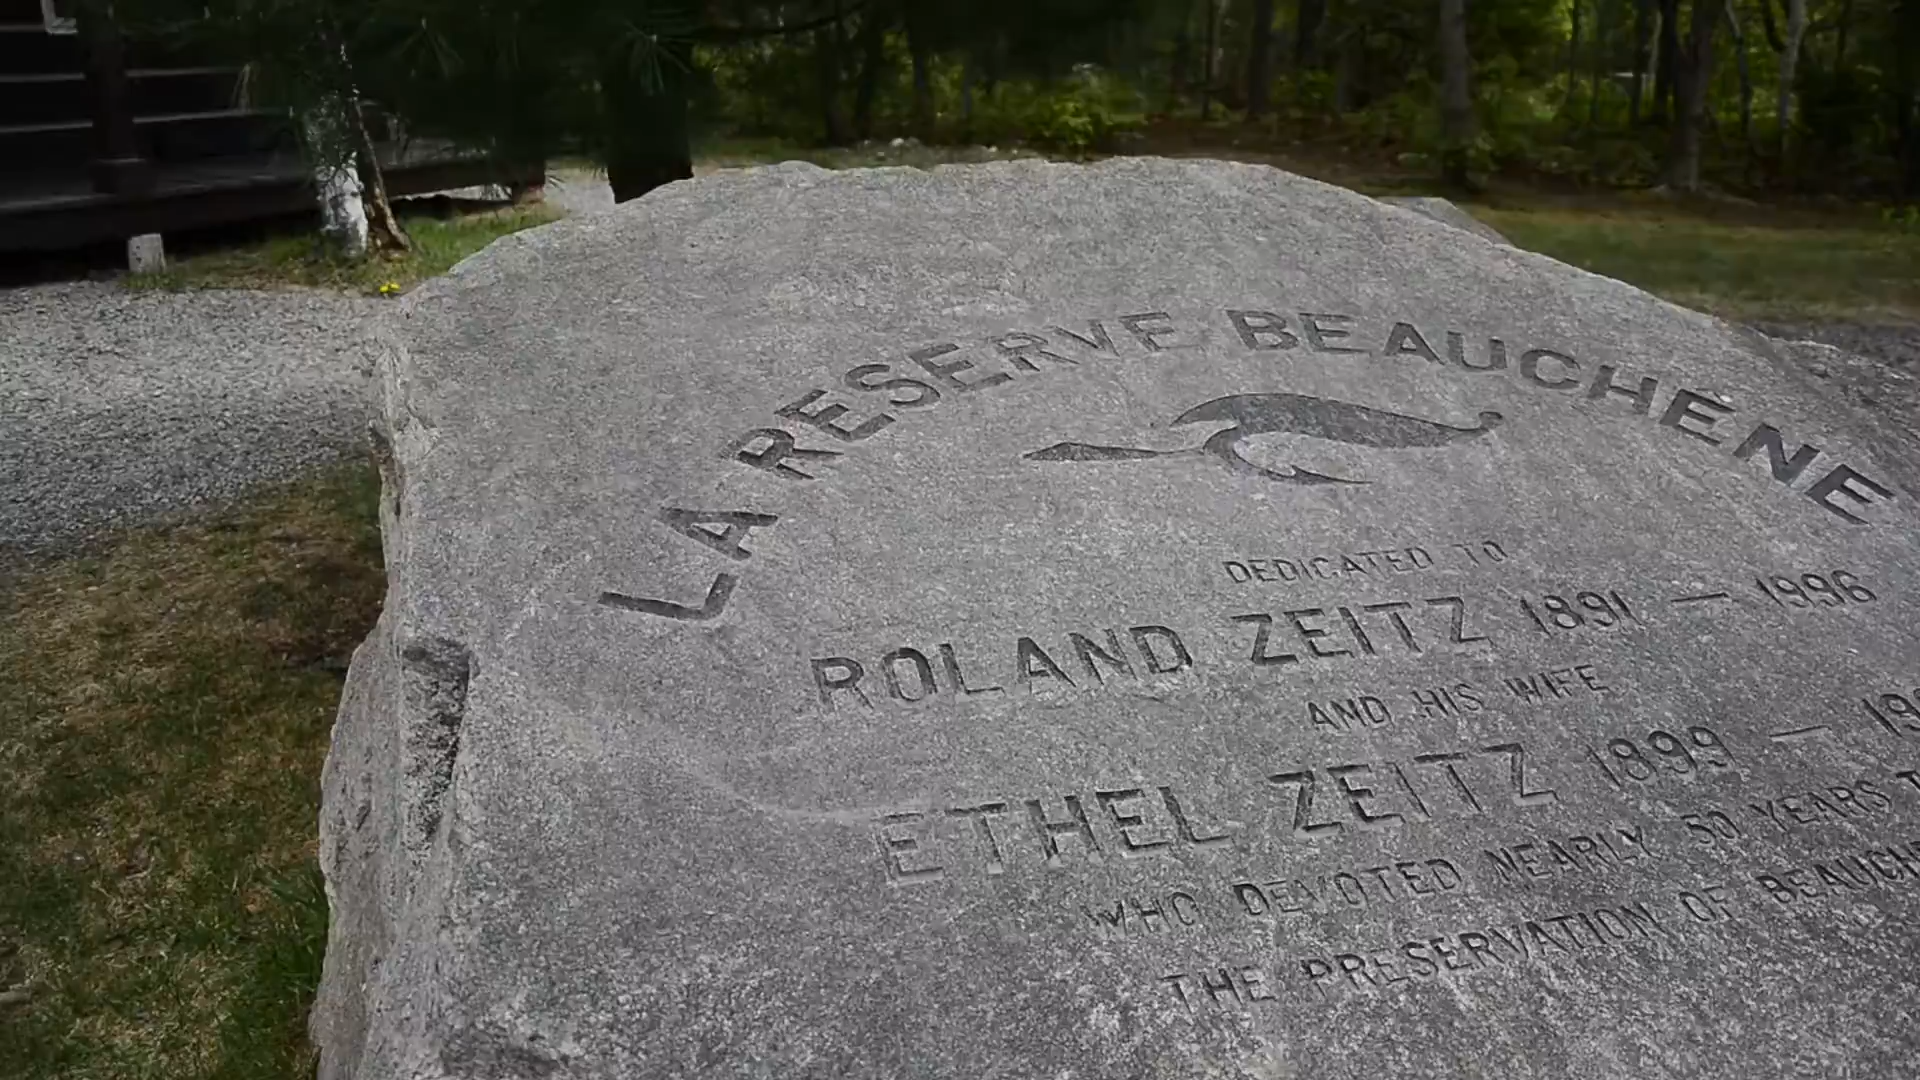 LA RESERVE BEAUCHÊNE
DEDICATED TO
ROLAND ZEITZ 1891 — 1996
AND HIS WIFE
ETHEL ZEITZ 1899 —
WHO DEVOTED NEARLY 50 YEARS
THE PRESERVATION OF